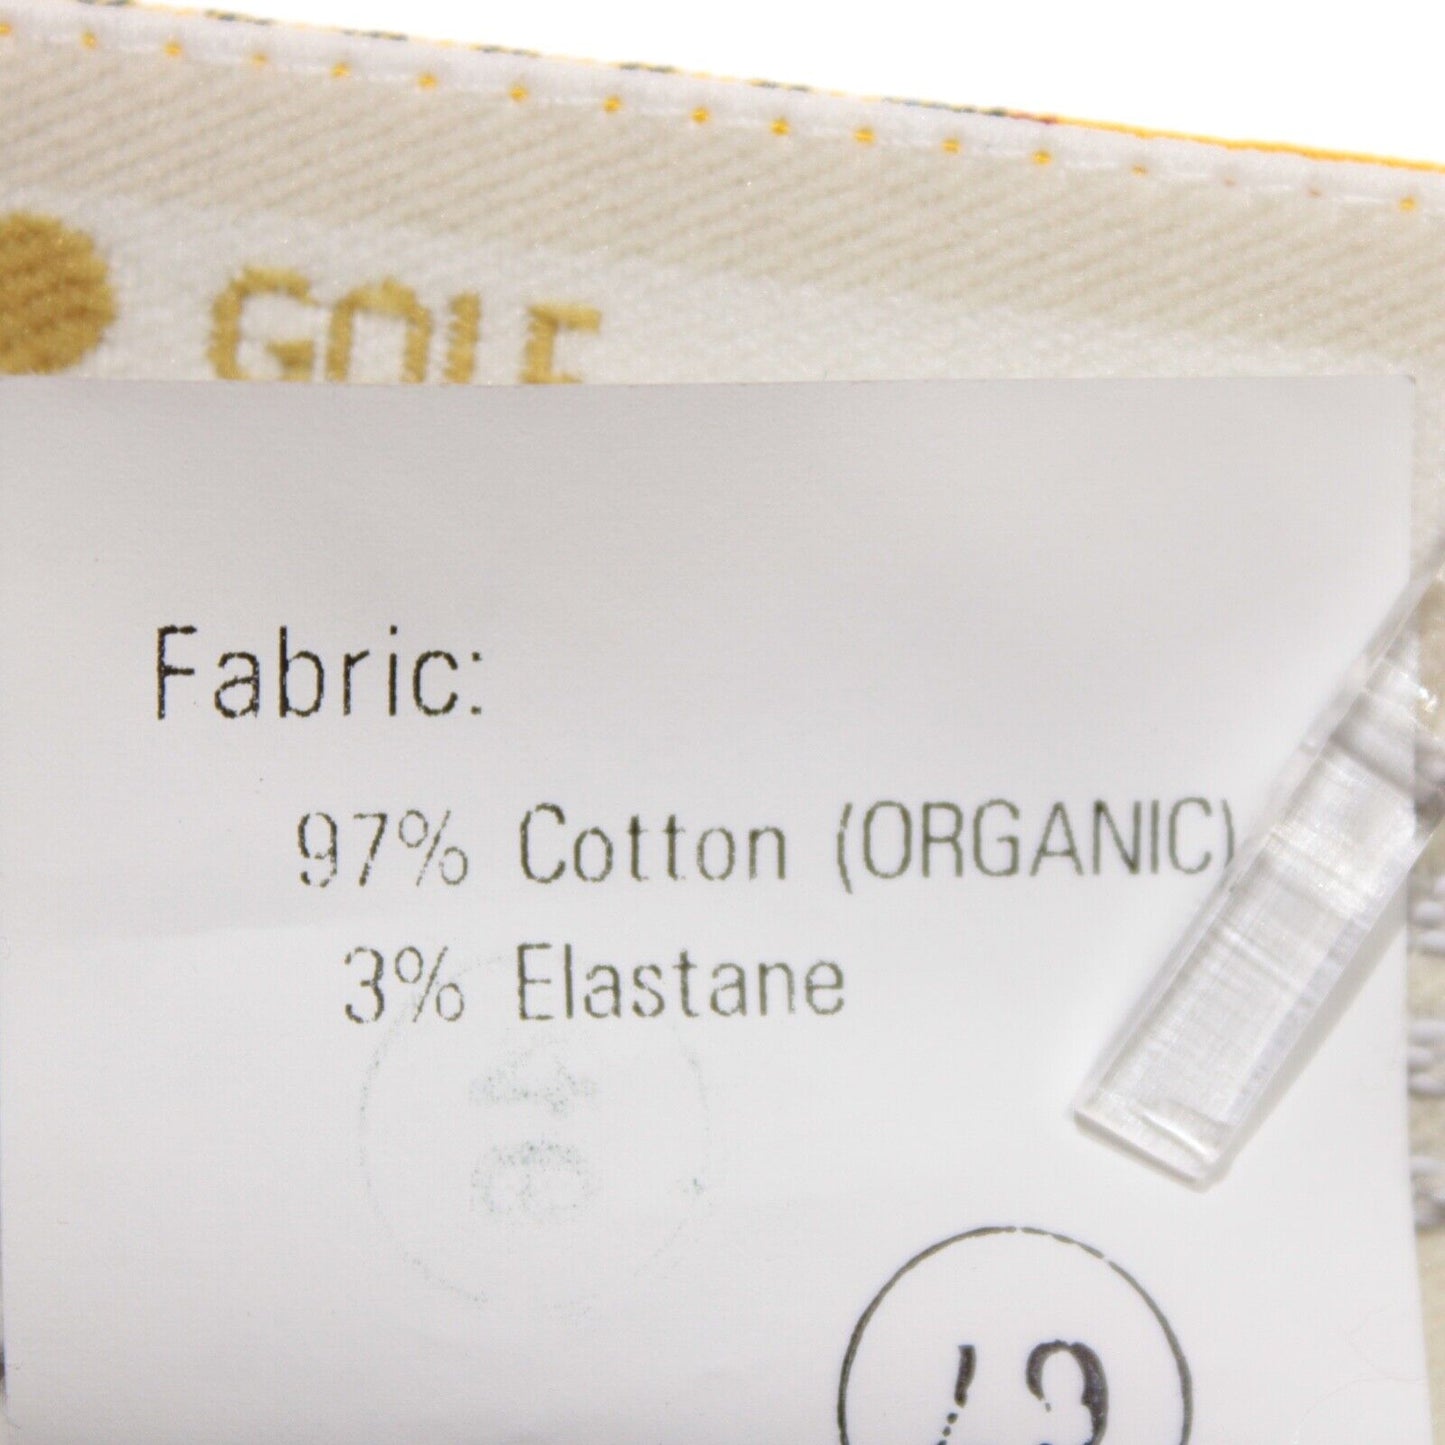 GOLF
Fabric:
97% Cotton (ORGANIC)
3% Elastane